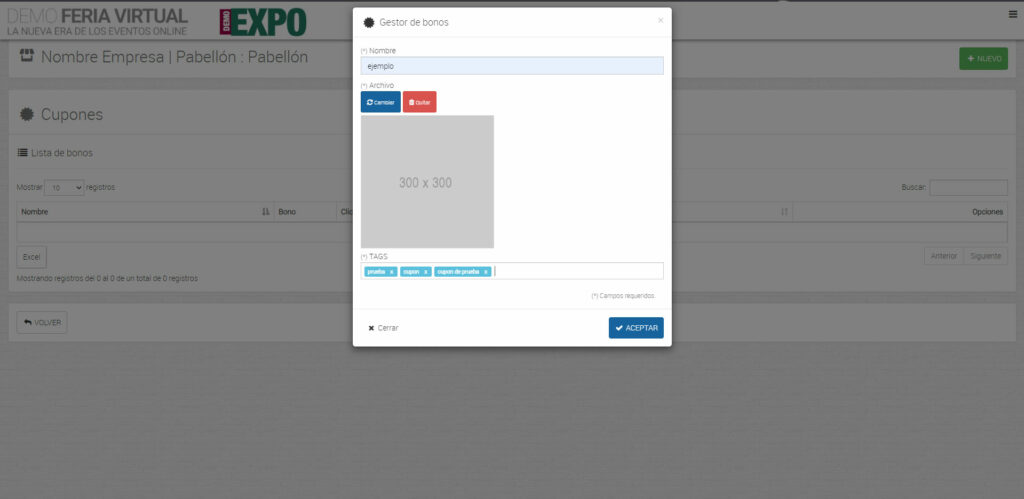 DEMO FERIA VIRTUAL
LA NUEVA ERA DE LOS EVENTOS ONLINE
DEMO EXPO
Nombre Empresa | Pabellón : Pabellón
+ NUEVO
Cupones
Lista de bonos
Mostrar 10 registros
Buscar:
Nombre Bono Clic Opciones
Excel
Anterior Siguiente
Mostrando registros del 0 al 0 de un total de 0 registros
VOLVER
Gestor de bonos ×
(*) Nombre
ejemplo
(*) Archivo
Cambiar Quitar
300 x 300
(*) TAGS
prueba x cupon x cupon de prueba x
(*) Campos requeridos
Cerrar ACEPTAR